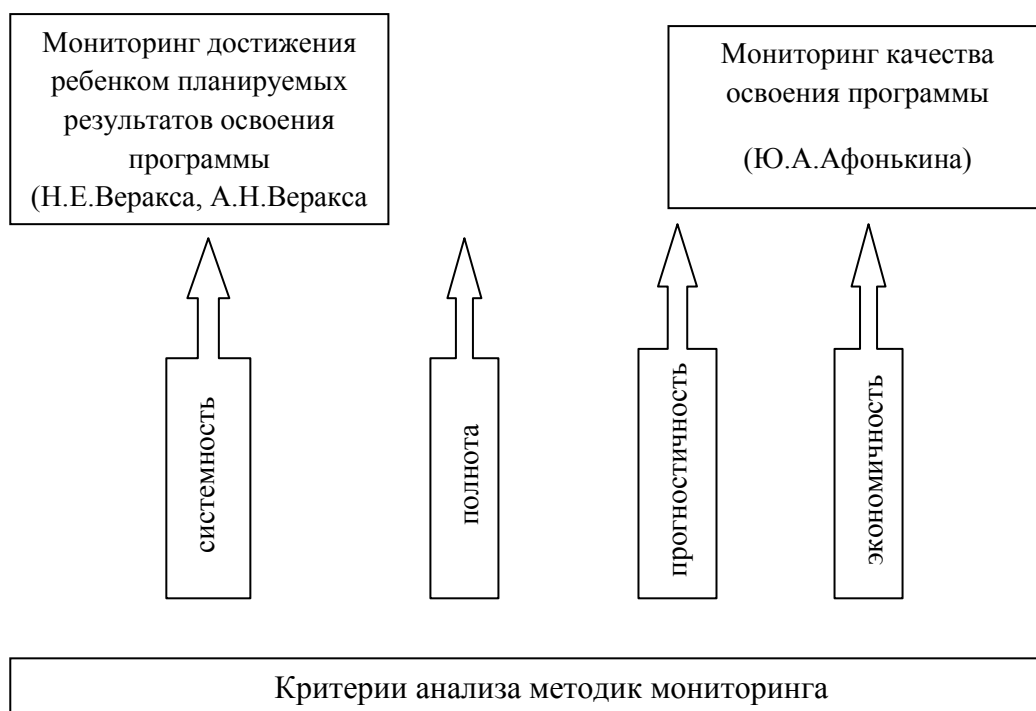 Мониторинг достижения
ребенком планируемых
результатов освоения
программы
(Н.Е.Веракса, А.Н.Веракса
Мониторинг качества
освоения программы
(Ю.А.Афонькина)
системность
полнота
прогностичность
экономичность
Критерии анализа методик мониторинга